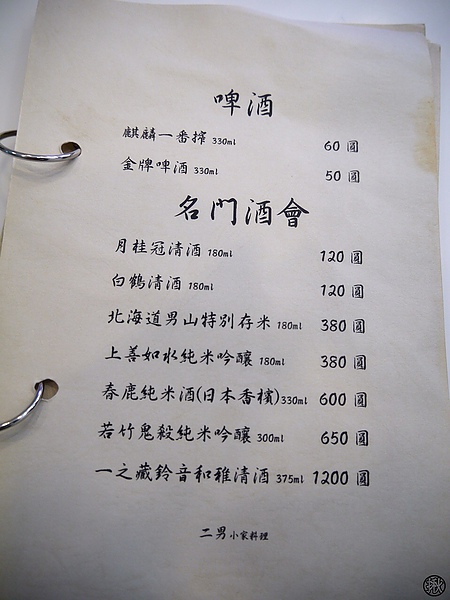 啤酒
麒麟一番搾 330ml 60 圓
金牌啤酒 330ml 50 圓
名門酒會
月桂冠清酒 180ml 120 圓
白鶴清酒 180ml 120 圓
北海道男山特別存米 180ml 380 圓
上善如水純米吟釀 180ml 380 圓
春鹿純米酒(日本香檳)330ml 600 圓
若竹鬼殺純米吟釀 300ml 650 圓
一之藏鈴音和雅清酒 375ml 1200 圓
二男小家料理